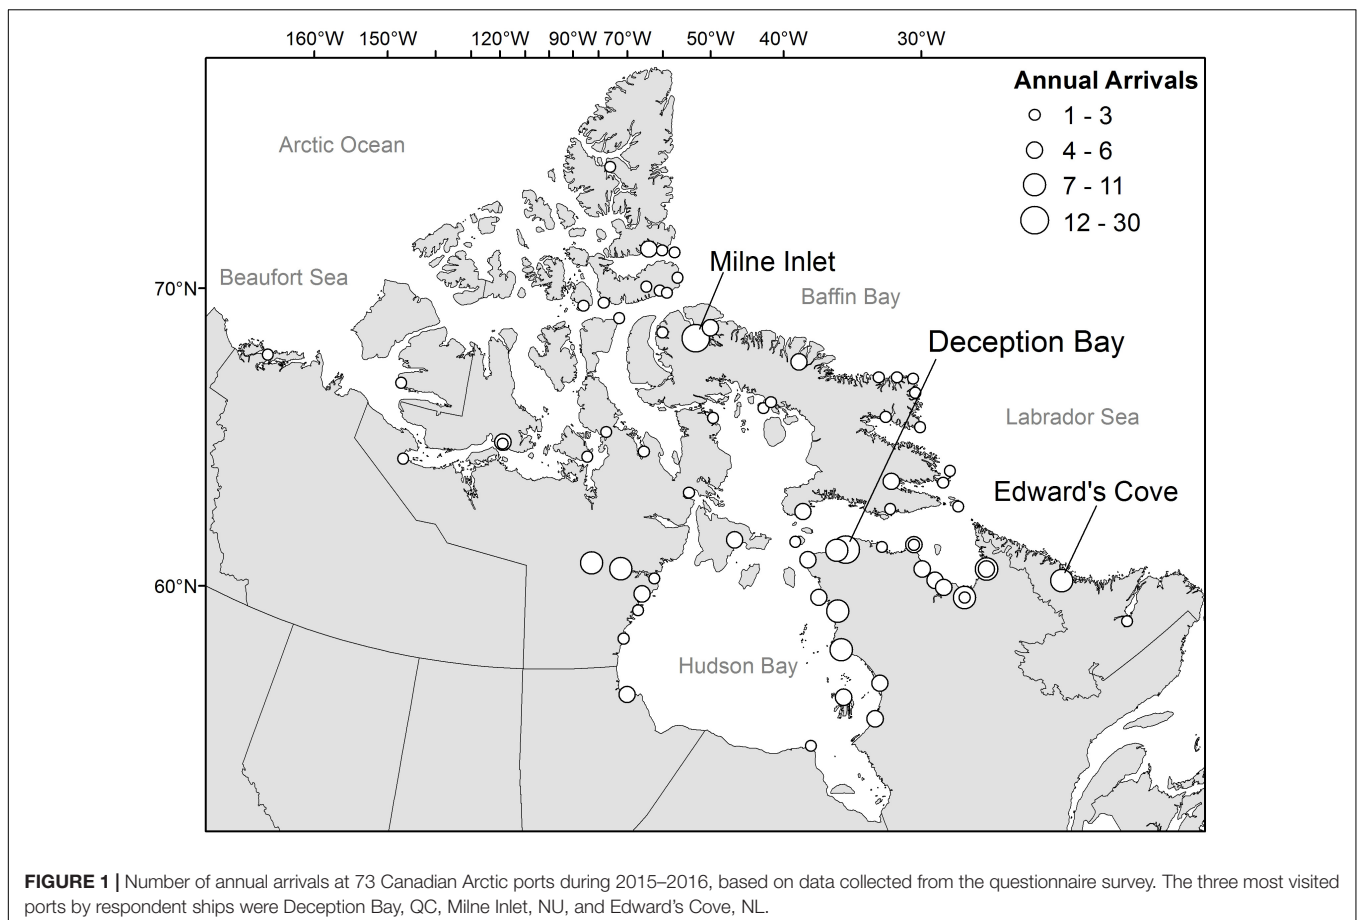 160°W 150°W 120°W 90°W 70°W 50°W 40°W 30°W
Annual Arrivals
1 - 3
4 - 6
7 - 11
12 - 30
Arctic Ocean
Milne Inlet
Beaufort Sea
70°N
Baffin Bay
Deception Bay
Labrador Sea
Edward's Cove
60°N
Hudson Bay
FIGURE 1 | Number of annual arrivals at 73 Canadian Arctic ports during 2015–2016, based on data collected from the questionnaire survey. The three most visited
ports by respondent ships were Deception Bay, QC, Milne Inlet, NU, and Edward's Cove, NL.